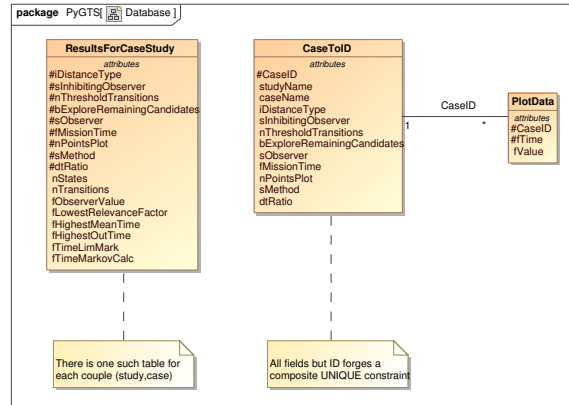 package PyGTS[ Database ]
ResultsForCaseStudy
attributes
#iDistanceType
#sInhibitingObserver
#nThresholdTransitions
#bExploreRemainingCandidates
#sObserver
#fMissionTime
#nPointsPlot
#sMethod
#dtRatio
nStates
nTransitions
fObserverValue
fLowestRelevanceFactor
fHighestMeanTime
fHighestOutTime
fTimeLimMark
fTimeMarkovCalc
There is one such table for
each couple (study,case)
CaseToID
attributes
#CaseID
studyName
caseName
iDistanceType
sInhibitingObserver
nThresholdTransitions
bExploreRemainingCandidates
sObserver
fMissionTime
nPointsPlot
sMethod
dtRatio
All fields but ID forges a
composite UNIQUE constraint
CaseID
1 *
PlotData
attributes
#CaseID
#fTime
fValue